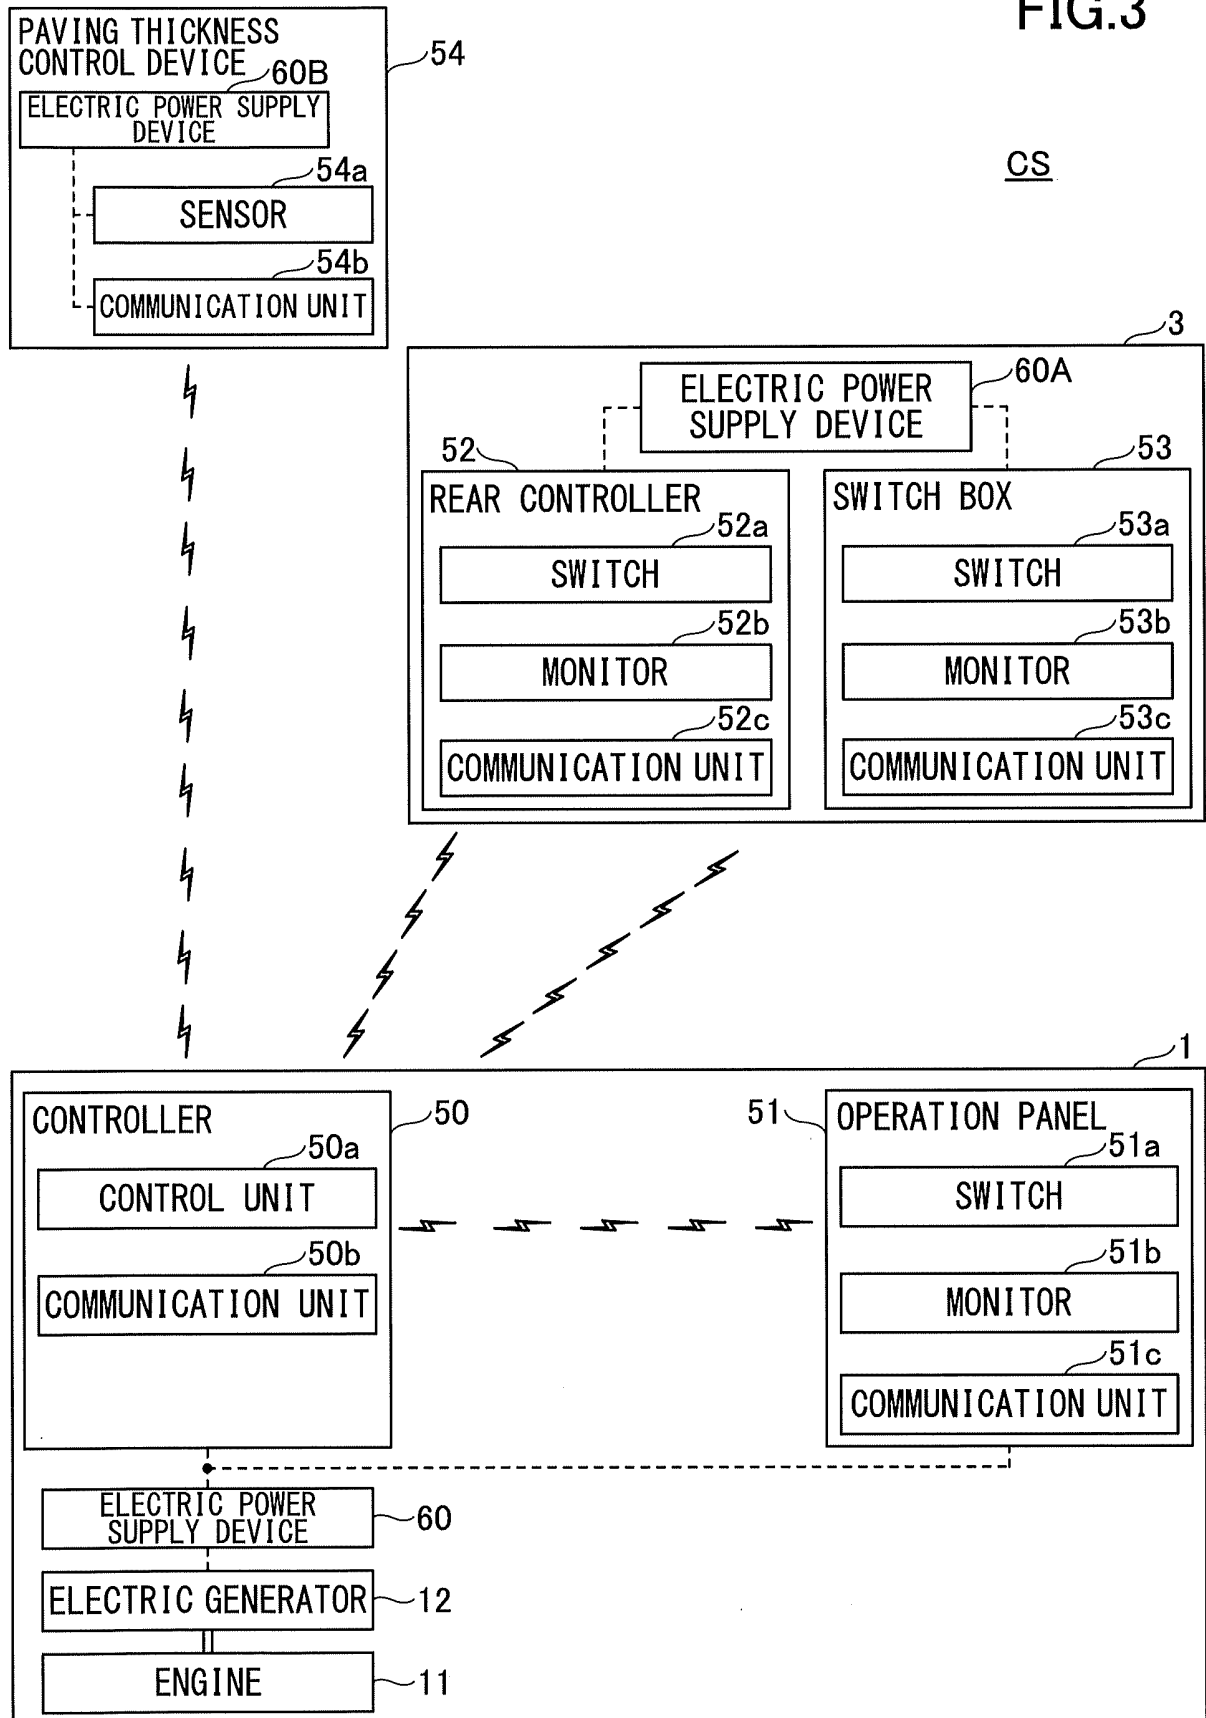 FIG.3
PAVING THICKNESS
CONTROL DEVICE
54
60B
ELECTRIC POWER SUPPLY
DEVICE
54a
SENSOR
54b
COMMUNICATION UNIT
CS
3
ELECTRIC POWER
SUPPLY DEVICE
60A
52
REAR CONTROLLER
52a
SWITCH
52b
MONITOR
52c
COMMUNICATION UNIT
53
SWITCH BOX
53a
SWITCH
53b
MONITOR
53c
COMMUNICATION UNIT
1
CONTROLLER
50
50a
CONTROL UNIT
50b
COMMUNICATION UNIT
51
OPERATION PANEL
51a
SWITCH
51b
MONITOR
51c
COMMUNICATION UNIT
ELECTRIC POWER
SUPPLY DEVICE
60
ELECTRIC GENERATOR
12
ENGINE
11